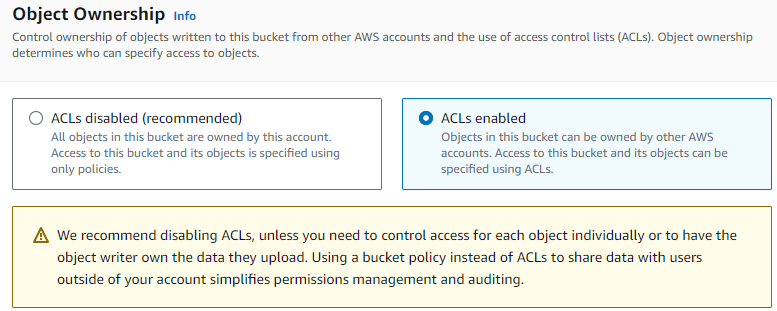 Object Ownership Info
Control ownership of objects written to this bucket from other AWS accounts and the use of access control lists (ACLs). Object ownership
determines who can specify access to objects.
ACLs disabled (recommended)
All objects in this bucket are owned by this account.
Access to this bucket and its objects is specified using
only policies.
ACLs enabled
Objects in this bucket can be owned by other AWS
accounts. Access to this bucket and its objects can be
specified using ACLs.
We recommend disabling ACLs, unless you need to control access for each object individually or to have the
object writer own the data they upload. Using a bucket policy instead of ACLs to share data with users
outside of your account simplifies permissions management and auditing.